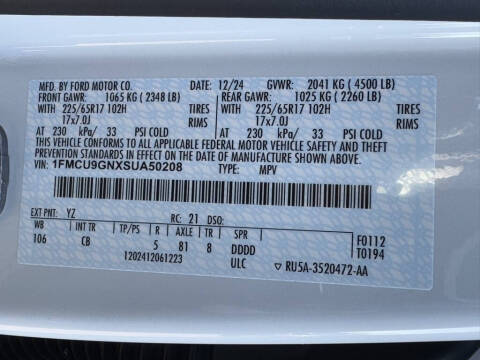 MFD. BY FORD MOTOR CO. DATE: 12/24 GVWR: 2041 KG ( 4500 LB)
FRONT GAWR: 1065 KG ( 2348 LB) REAR GAWR: 1025 KG ( 2260 LB)
WITH 225/65R17 102H TIRES WITH 225/65R17 102H TIRES
17x7.0J RIMS 17x7.0J RIMS
AT 230 kPa/ 33 PSI COLD AT 230 kPa/ 33 PSI COLD
THIS VEHICLE CONFORMS TO ALL APPLICABLE FEDERAL MOTOR VEHICLE SAFETY AND
THEFT PREVENTION STANDARDS IN EFFECT ON THE DATE OF MANUFACTURE SHOWN ABOVE.
VIN: 1FMCU9GNXSUA50208 TYPE: MPV
EXT PNT: YZ RC: 21 DSO:
WB INT TR TP/PS R AXLE TR SPR
106 CB 5 81 8 DDDD F0112
1202412061223 ULC T0194
RU5A-3520472-AA